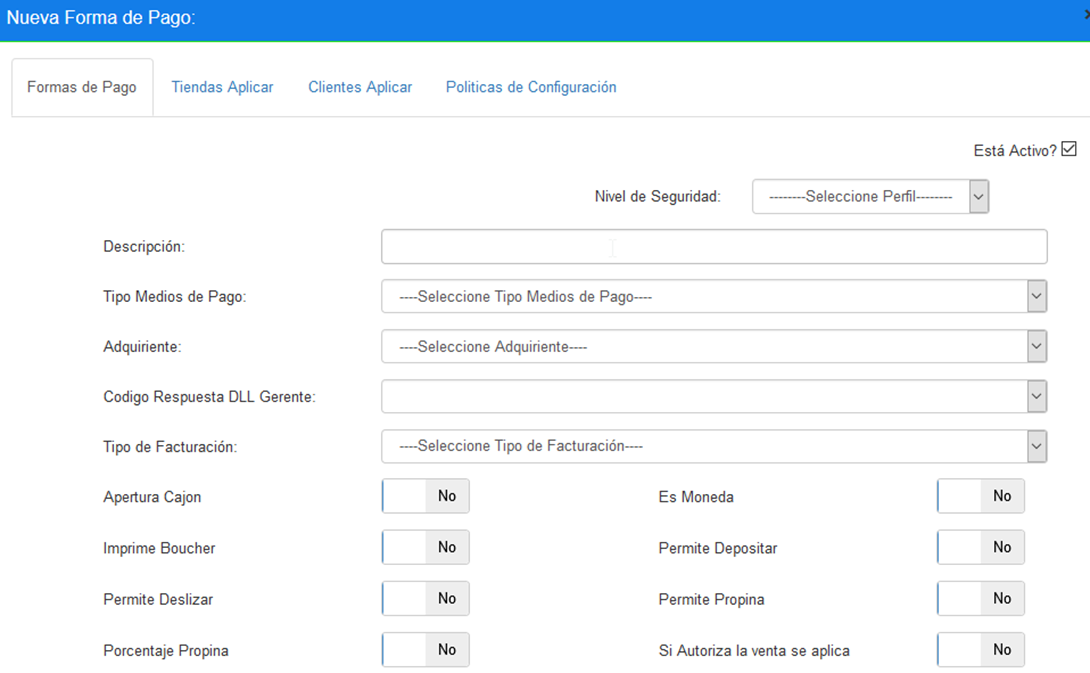 Nueva Forma de Pago:
Formas de Pago Tiendas Aplicar Clientes Aplicar Politicas de Configuración
Está Activo?
Nivel de Seguridad: --------Seleccione Perfil--------
Descripción:
Tipo Medios de Pago: ----Seleccione Tipo Medios de Pago----
Adquiriente: ----Seleccione Adquiriente----
Codigo Respuesta DLL Gerente:
Tipo de Facturación: ----Seleccione Tipo de Facturación----
Apertura Cajon No Es Moneda No
Imprime Boucher No Permite Depositar No
Permite Deslizar No Permite Propina No
Porcentaje Propina No Si Autoriza la venta se aplica No